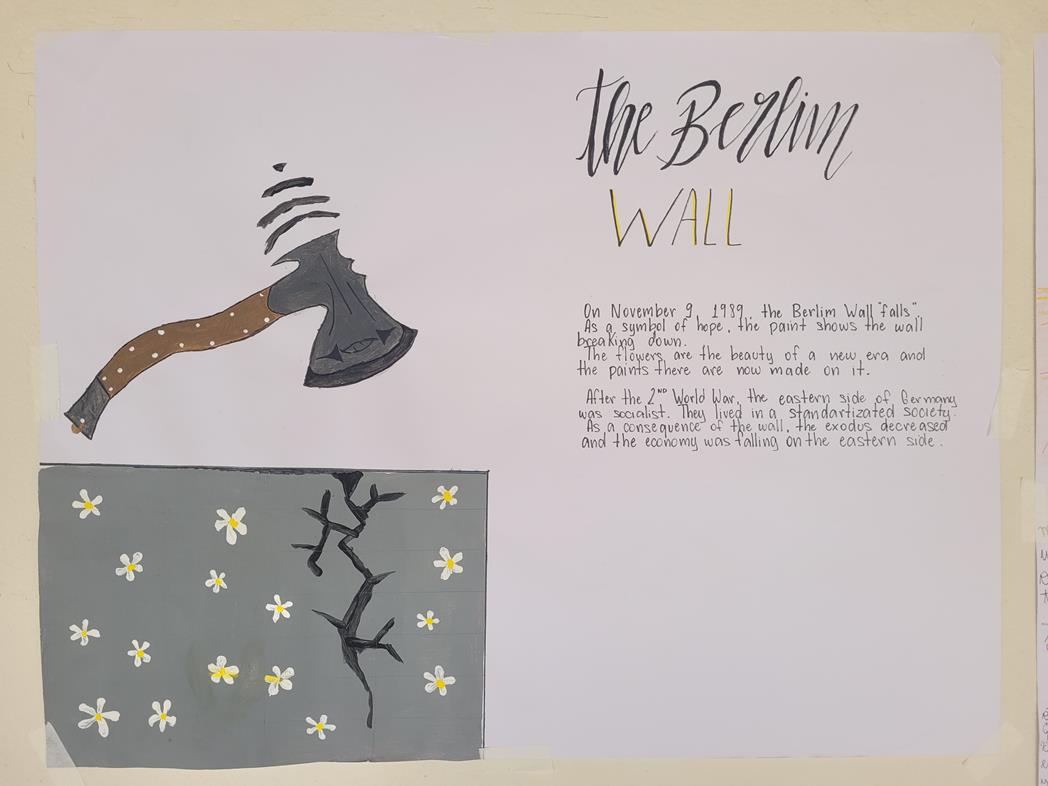 the Berlim
WALL
On November 9, 1989, the Berlim Wall "falls".
As a symbol of hope, the paint shows the wall
breaking down.
The flowers are the beauty of a new era and
the paints there are now made on it.
After the 2ND World War, the eastern side of Germany
was socialist. They lived in a standartizated society.
As a consequence of the wall, the exodus decreased
and the economy was falling on the eastern side.